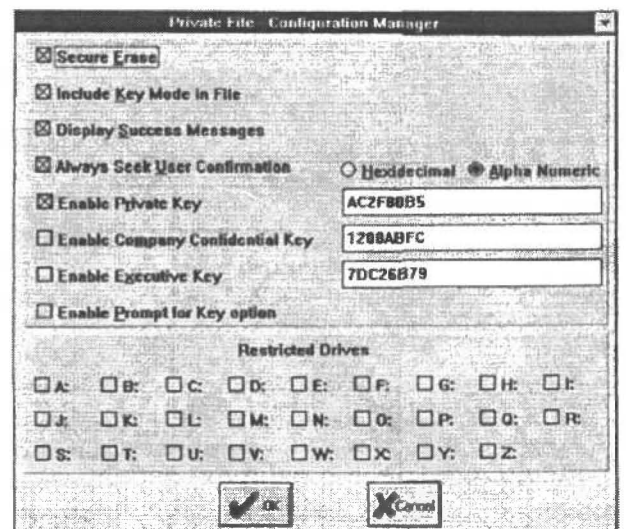 Private File - Configuration Manager
Secure Erase
Include Key Mode in File
Display Success Messages
Always Seek User Confirmation
Hexidecimal Alpha Numeric
Enable Private Key AC2F80B5
Enable Company Confidential Key 1208ABFC
Enable Executive Key 7DC26B79
Enable Prompt for Key option
Restricted Drives
A: B: C: D: E: F: G: H: I:
J: K: L: M: N: O: P: Q: R:
S: T: U: V: W: X: Y: Z:
OK Cancel